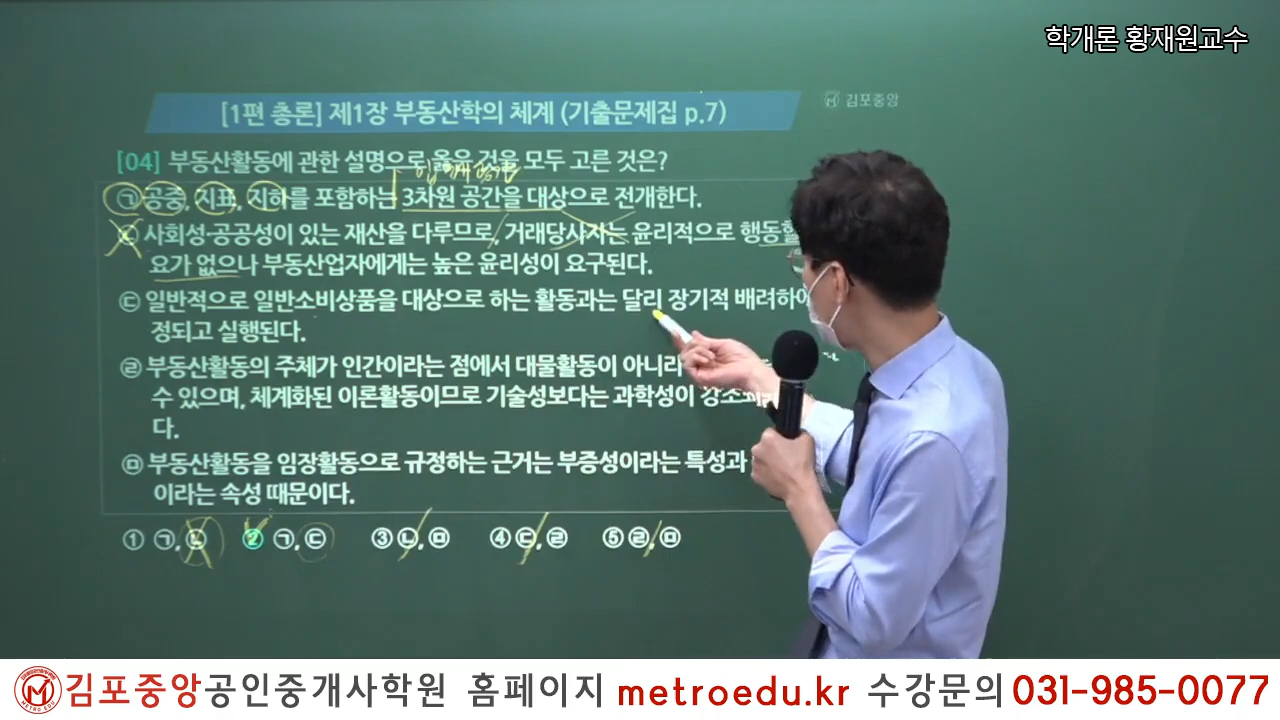 학개론 황재원교수
[1편 총론] 제1장 부동산학의 체계 (기출문제집 p.7)
김포중앙
[04] 부동산활동에 관한 설명으로 옳은 것을 모두 고른 것은?
㉠ 공중, 지표, 지하를 포함하는 3차원 공간을 대상으로 전개한다.
㉡ 사회성·공공성이 있는 재산을 다루므로, 거래당사자는 윤리적으로 행동할
요가 없으나 부동산업자에게는 높은 윤리성이 요구된다.
㉢ 일반적으로 일반소비상품을 대상으로 하는 활동과는 달리 장기적 배려하에
정되고 실행된다.
㉣ 부동산활동의 주체가 인간이라는 점에서 대물활동이 아니라
수 있으며, 체계화된 이론활동이므로 기술성보다는 과학성이 강조되
다.
㉤ 부동산활동을 임장활동으로 규정하는 근거는 부증성이라는 특성과
이라는 속성 때문이다.
① ㄱ, ㄴ ② ㄱ, ㄷ ③ ㄴ, ㅁ ④ ㄷ, ㄹ ⑤ ㄹ, ㅁ
METRO EDU
김포중앙공인중개사학원 홈페이지 metroedu.kr 수강문의 031-985-0077